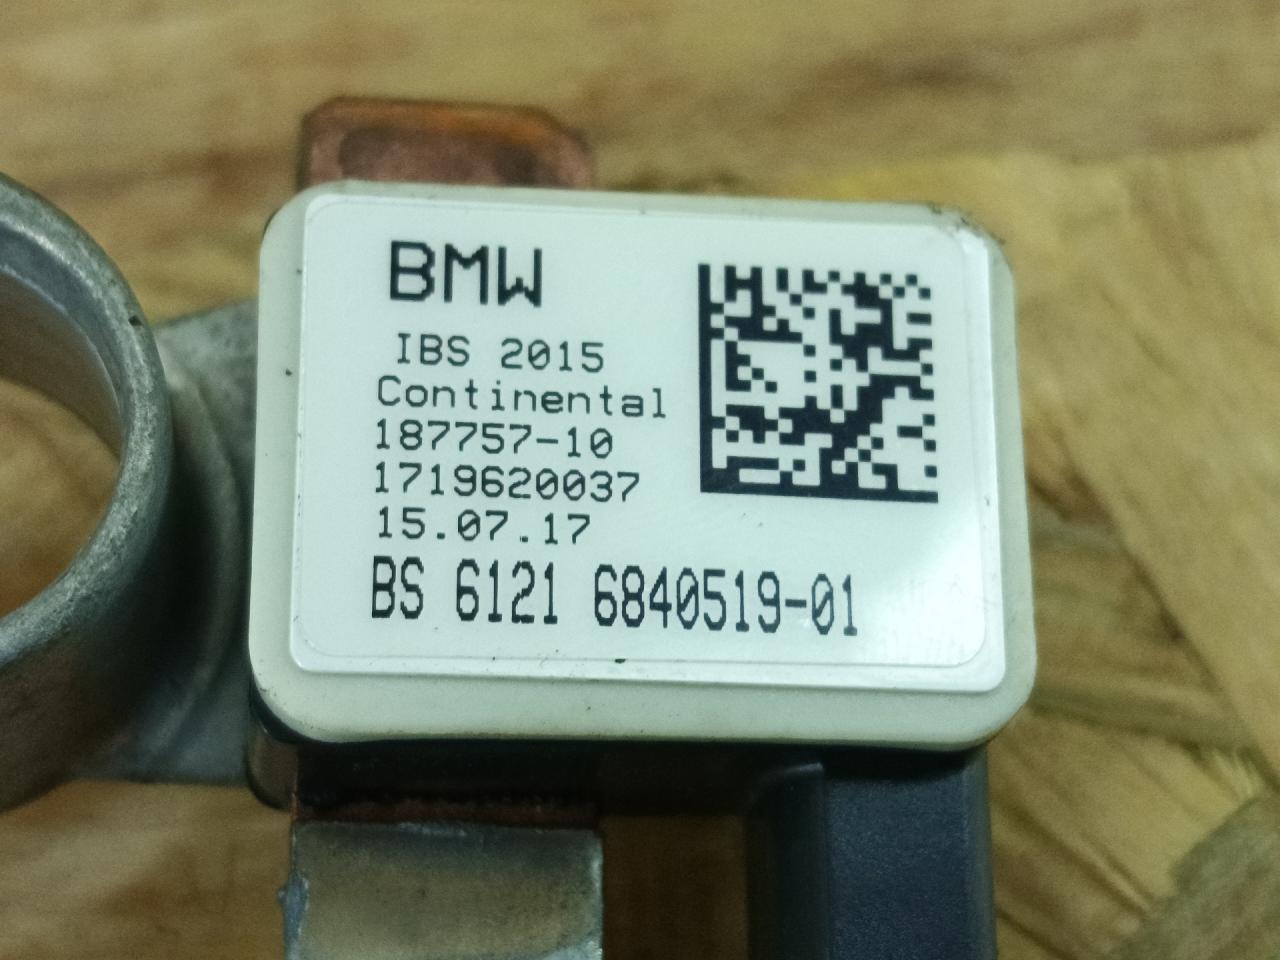 BMW
IBS 2015
Continental
187757-10
1719620037
15.07.17
BS 6121 6840519-01